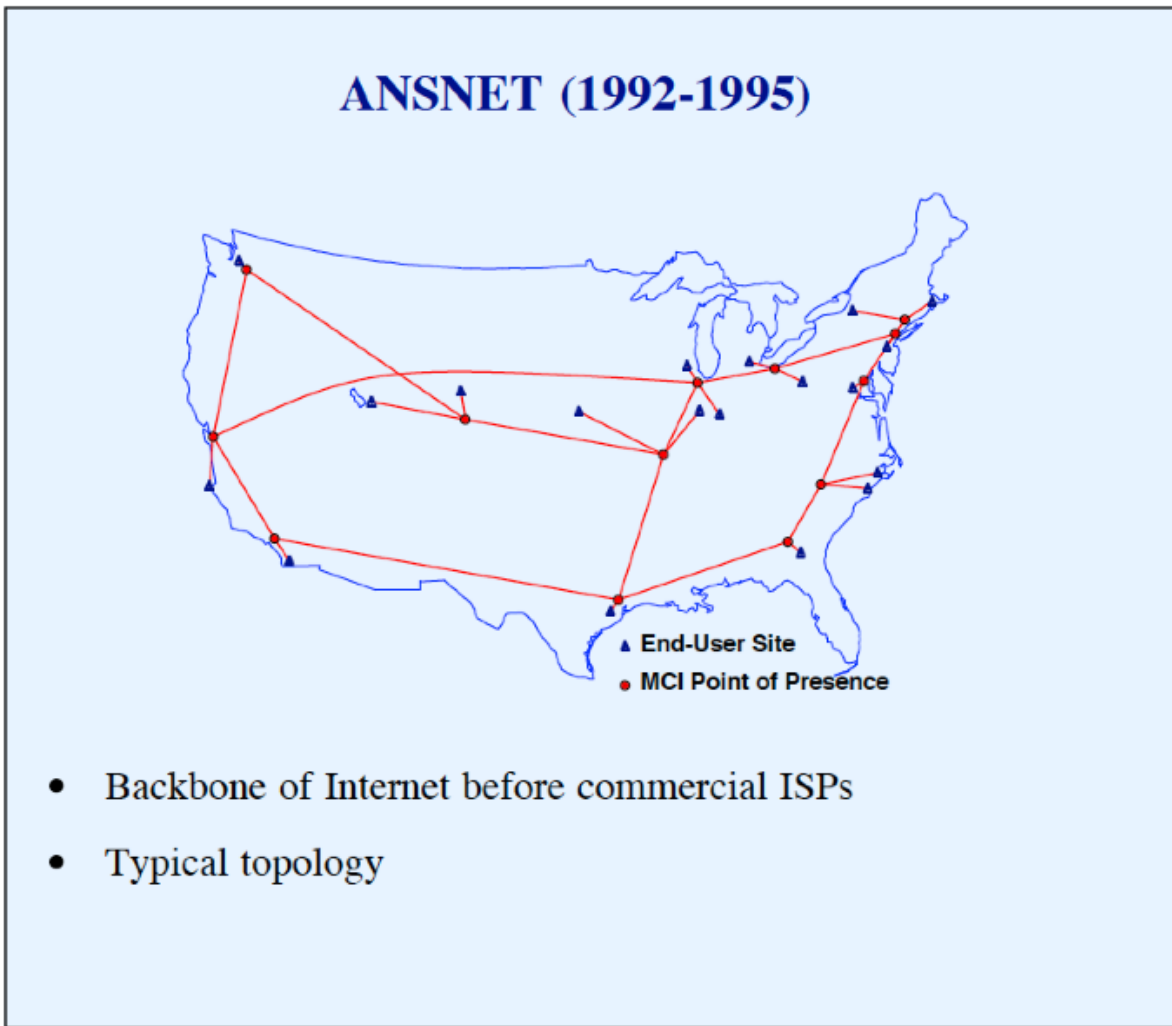 ANSNET (1992-1995)
End-User Site
MCI Point of Presence
• Backbone of Internet before commercial ISPs
• Typical topology